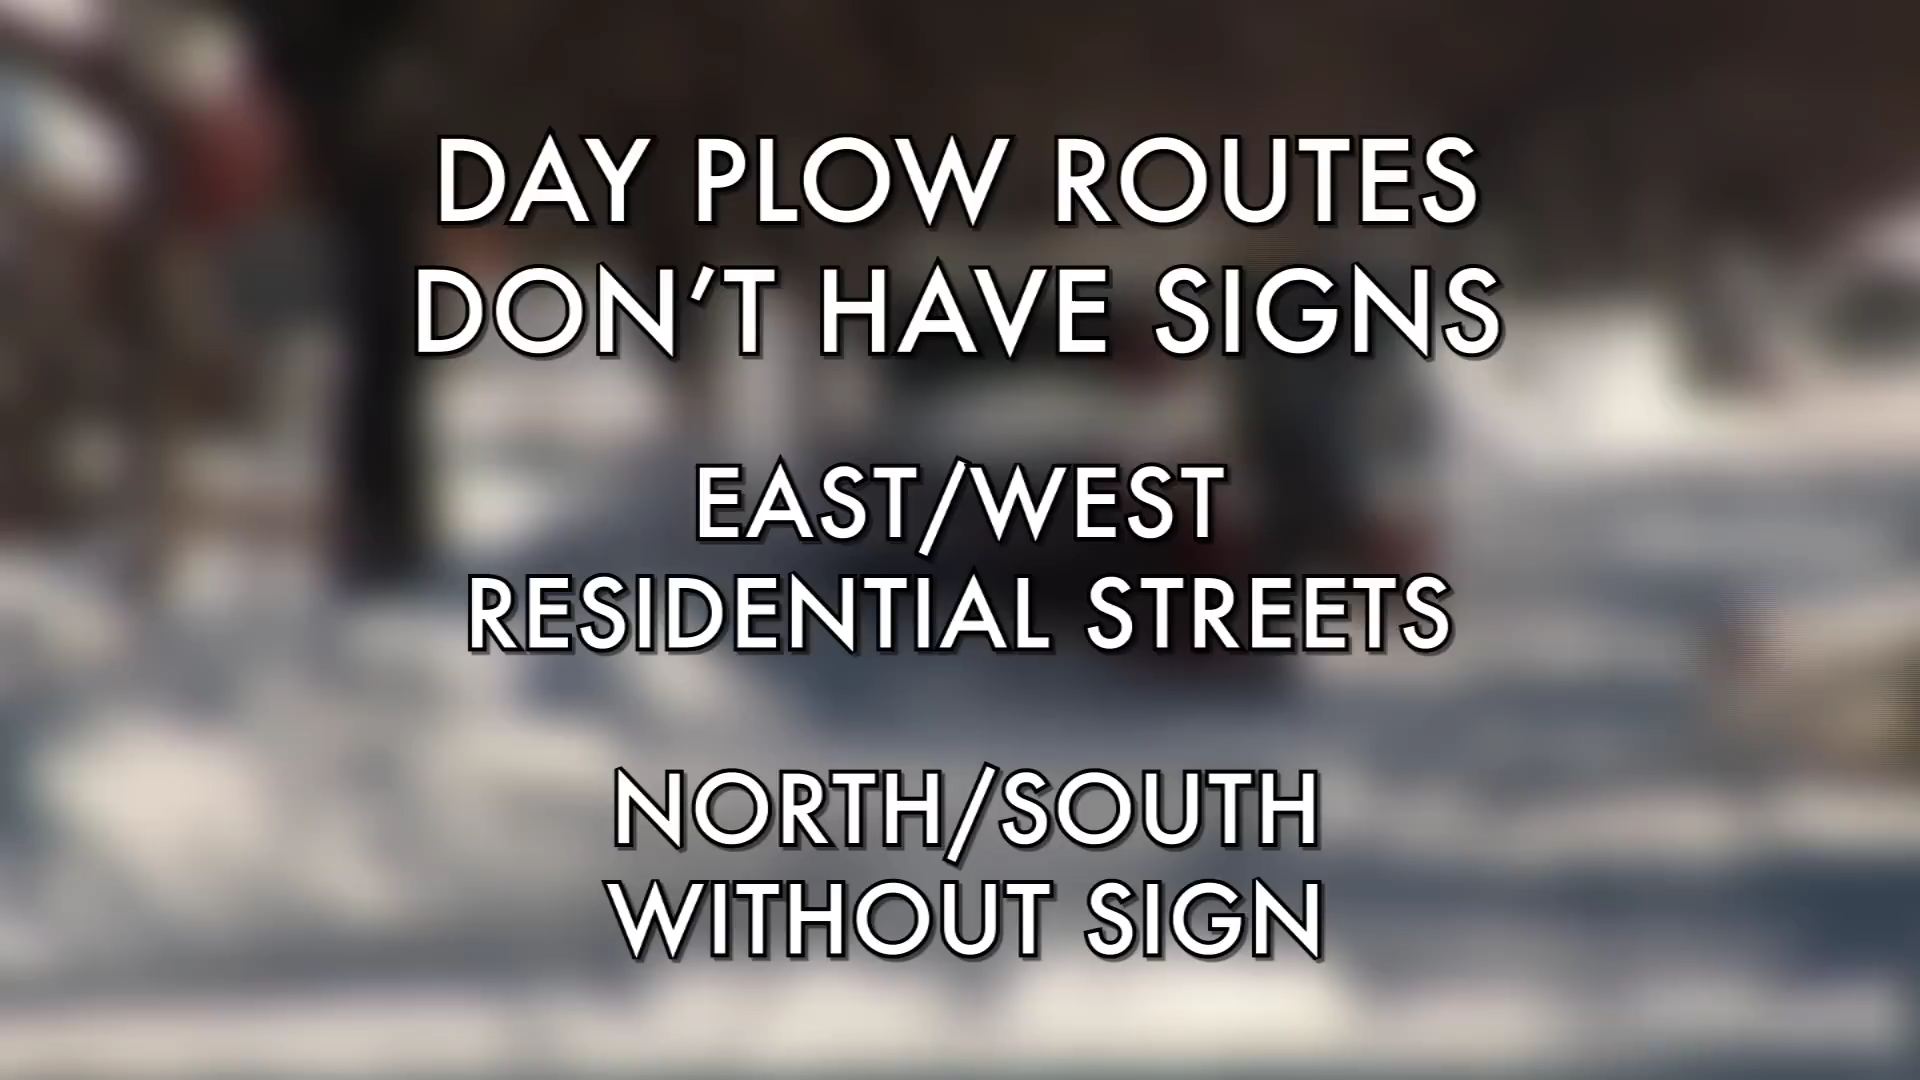 DAY PLOW ROUTES
DON'T HAVE SIGNS
EAST/WEST
RESIDENTIAL STREETS
NORTH/SOUTH
WITHOUT SIGN